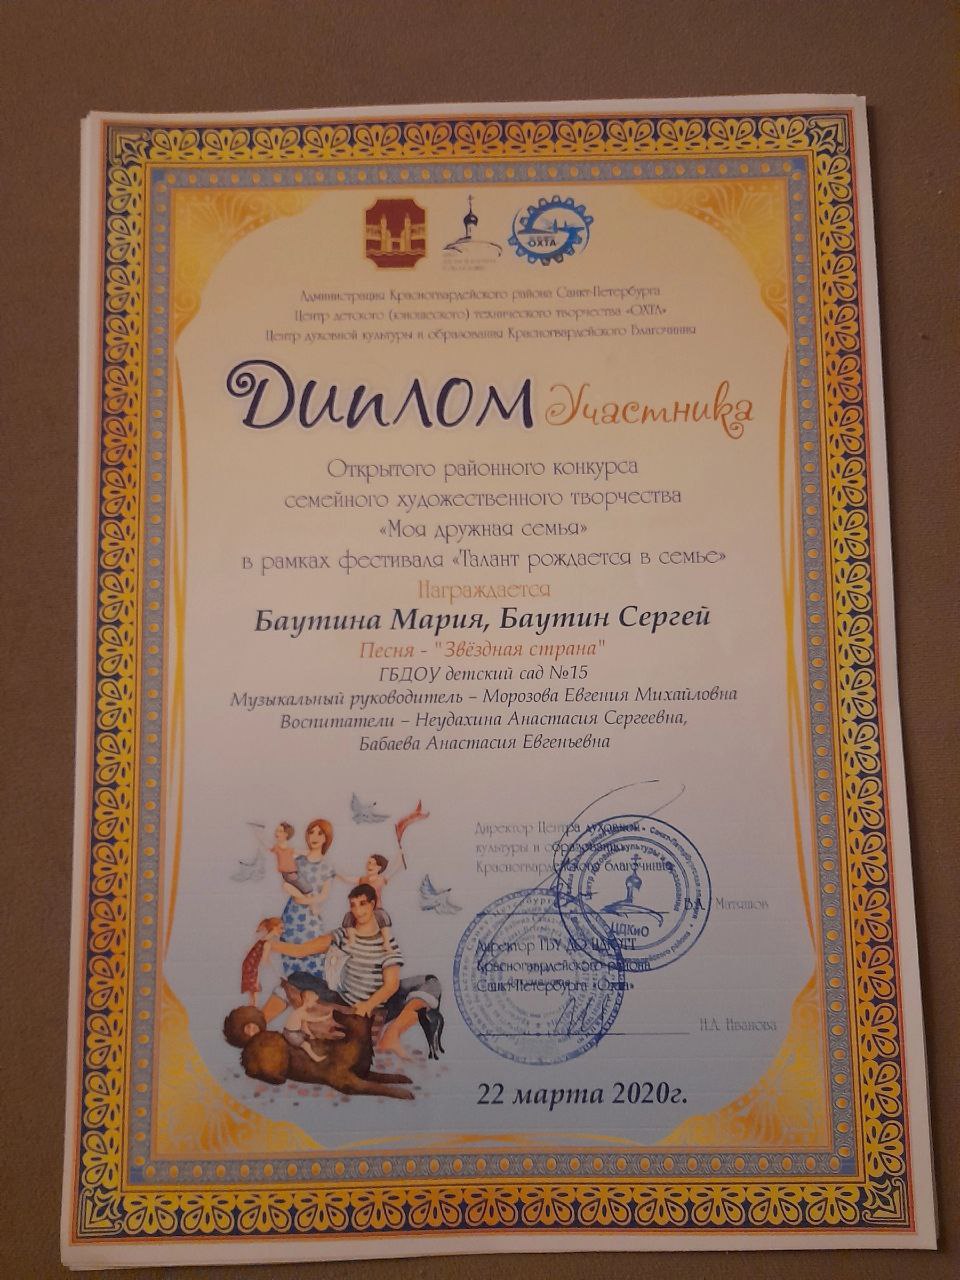 ОХТА
Администрация Красногвардейского района Санкт-Петербурга
Центр детского (юношеского) технического творчества «ОХТА»
Центр духовной культуры и образования Красногвардейского Благочиния
Диплом Участника
Открытого районного конкурса
семейного художественного творчества
«Моя дружная семья»
в рамках фестиваля «Талант рождается в семье»
Награждается
Баутина Мария, Баутин Сергей
Песня - "Звёздная страна"
ГБДОУ детский сад №15
Музыкальный руководитель – Морозова Евгения Михайловна
Воспитатели – Неудахина Анастасия Сергеевна,
Бабаева Анастасия Евгеньевна
Директор Центра духовной
культуры и образования
Красногвардейского благочиния
В.А. Матяшов
ЦДКиО
Директор ГБУ ДО ЦДЮТТ
Красногвардейского района
Санкт-Петербурга «Охта»
Н.А. Иванова
22 марта 2020г.